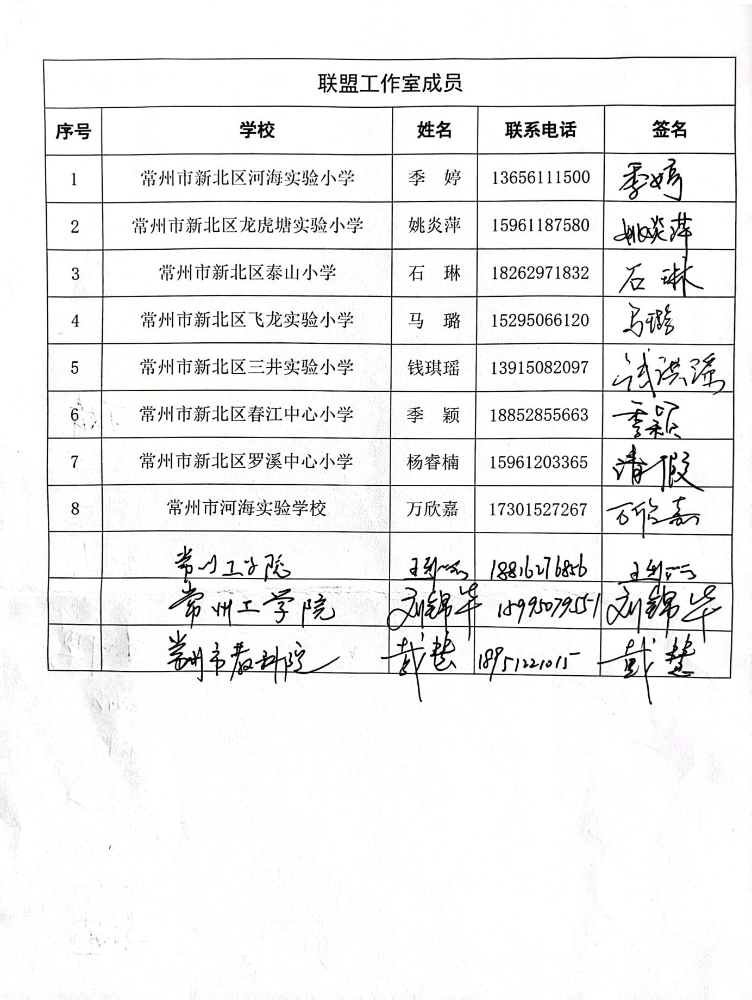 联盟工作室成员
序号 学校 姓名 联系电话 签名
1 常州市新北区河海实验小学 季 婷 13656111500 季婷
2 常州市新北区龙虎塘实验小学 姚炎萍 15961187580 姚炎萍
3 常州市新北区泰山小学 石 琳 18262971832 石琳
4 常州市新北区飞龙实验小学 马 璐 15295066120 马璐
5 常州市新北区三井实验小学 钱琪瑶 13915082097 钱琪瑶
6 常州市新北区春江中心小学 季 颖 18852855663 季颖
7 常州市新北区罗溪中心小学 杨睿楠 15961203365 请假
8 常州市河海实验学校 万欣嘉 17301527267 万欣嘉
常州工学院 18816276856
常州工学院 刘锦华 18995079551 刘锦华
常州市教科院 戴慧 18951221015 戴慧